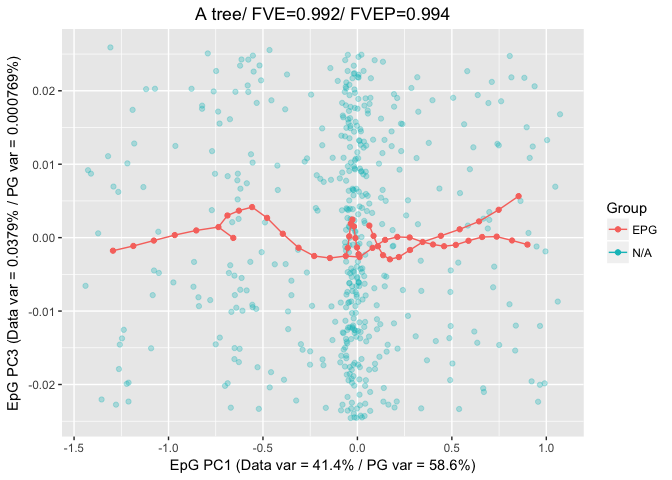 A tree/ FVE=0.992/ FVEP=0.994
EpG PC3 (Data var = 0.0379% / PG var = 0.000769%)
0.02
0.01
0.00
-0.01
-0.02
-1.5 -1.0 -0.5 0.0 0.5 1.0
EpG PC1 (Data var = 41.4% / PG var = 58.6%)
Group
EPG
N/A